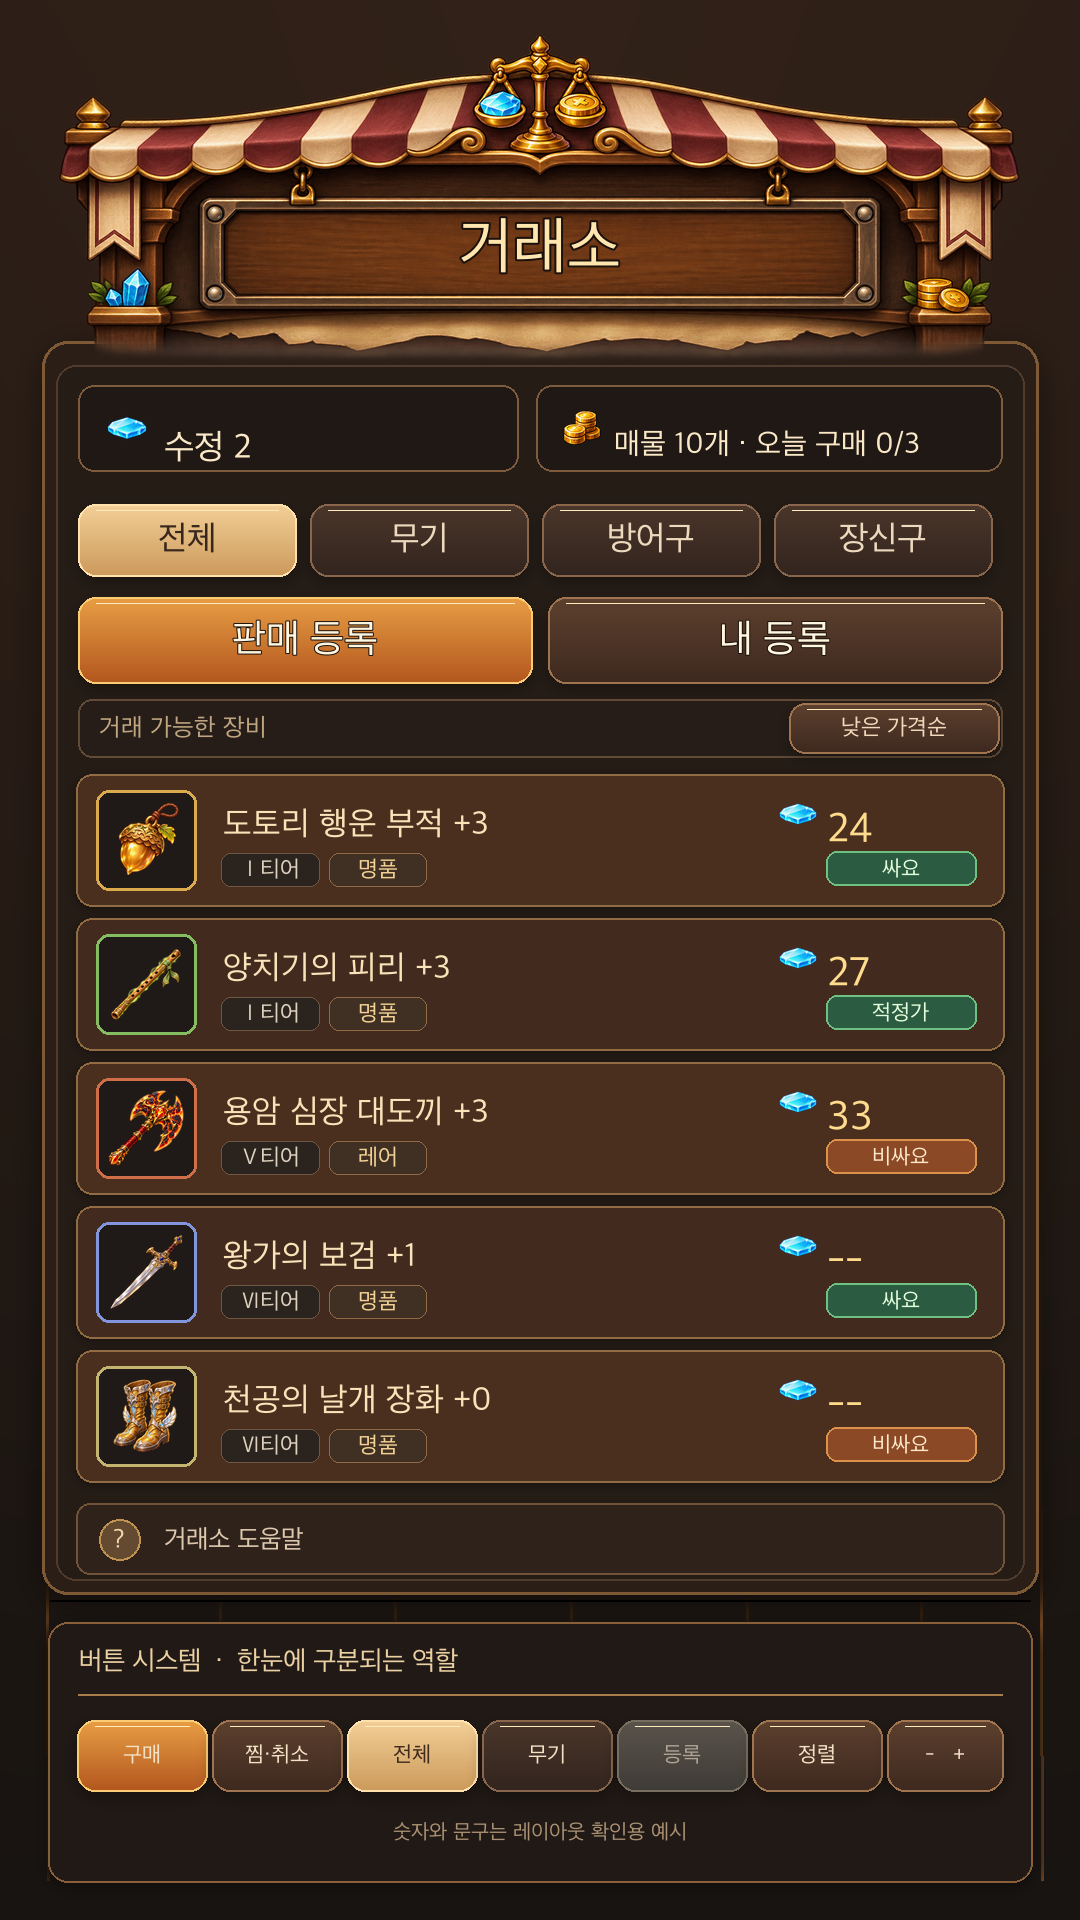 거래소
수정 2
매물 10개 · 오늘 구매 0/3
전체 무기 방어구 장신구
판매 등록 내 등록
거래 가능한 장비 낮은 가격순
도토리 행운 부적 +3 24
Ⅰ티어 명품 싸요
양치기의 피리 +3 27
Ⅰ티어 명품 적정가
용암 심장 대도끼 +3 33
Ⅴ티어 레어 비싸요
왕가의 보검 +1 --
Ⅵ티어 명품 싸요
천공의 날개 장화 +0 --
Ⅵ티어 명품 비싸요
? 거래소 도움말
버튼 시스템 · 한눈에 구분되는 역할
구매 찜·취소 전체 무기 등록 정렬 - +
숫자와 문구는 레이아웃 확인용 예시